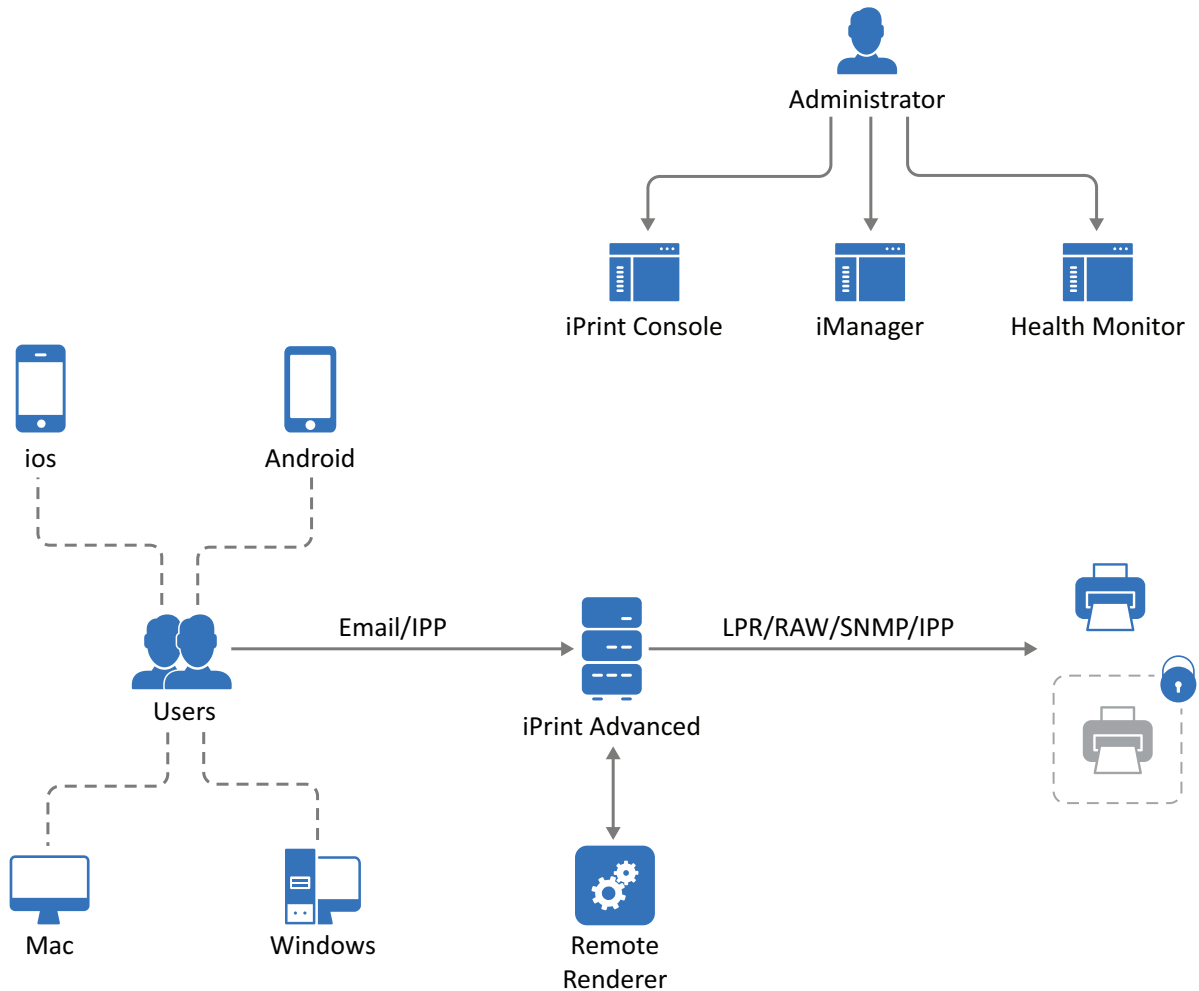 Administrator
iPrint Console
iManager
Health Monitor
ios
Android
Email/IPP
LPR/RAW/SNMP/IPP
Users
iPrint Advanced
Mac
Windows
Remote
Renderer